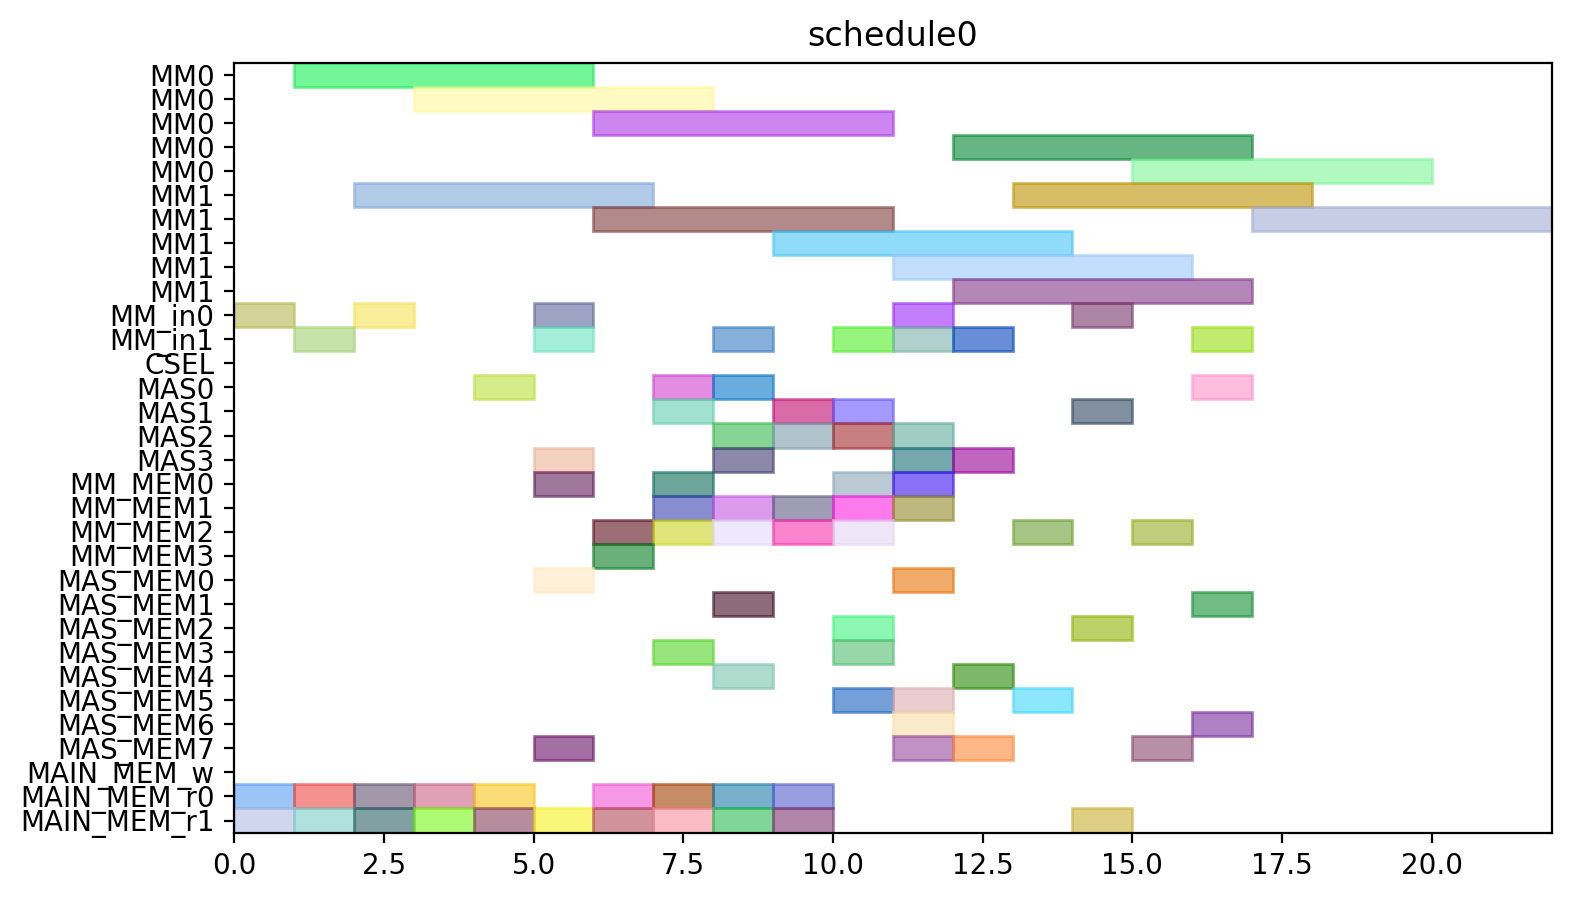 schedule0
MM0
MM0
MM0
MM0
MM0
MM1
MM1
MM1
MM1
MM1
MM_in0
MM_in1
CSEL
MAS0
MAS1
MAS2
MAS3
MM_MEM0
MM_MEM1
MM_MEM2
MM_MEM3
MAS_MEM0
MAS_MEM1
MAS_MEM2
MAS_MEM3
MAS_MEM4
MAS_MEM5
MAS_MEM6
MAS_MEM7
MAIN_MEM_w
MAIN_MEM_r0
MAIN_MEM_r1
0.0 2.5 5.0 7.5 10.0 12.5 15.0 17.5 20.0